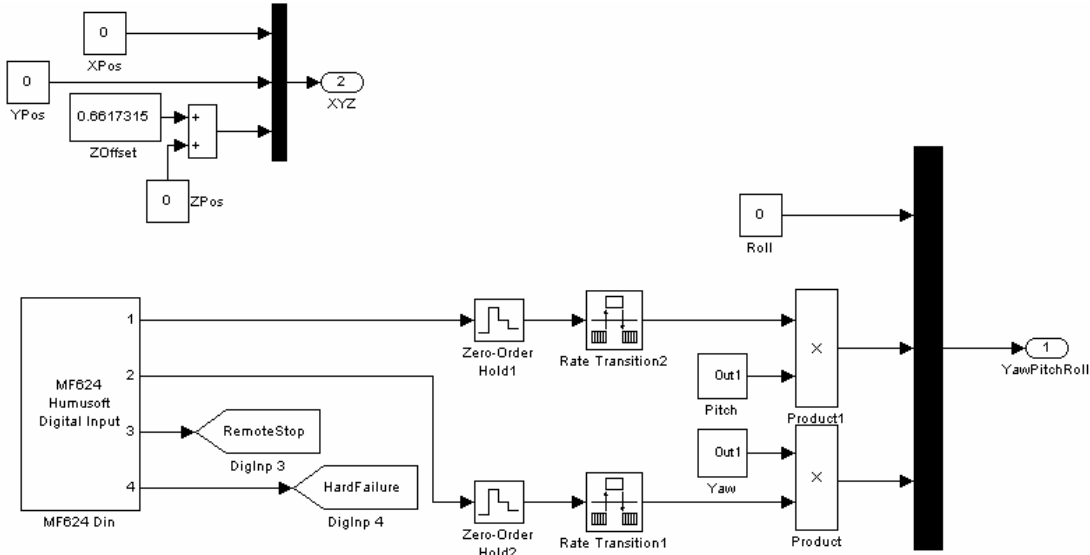 0
XPos
0
YPos
0.6617315
ZOffset
+
+
0
ZPos
2
XYZ
0
Roll
MF624
Humusoft
Digital Input
1
2
3
4
MF624 Din
RemoteStop
DigInp 3
HardFailure
DigInp 4
Zero-Order
Hold1
Rate Transition2
Out1
Pitch
×
Product1
Out1
Yaw
×
Product
Zero-Order
Hold2
Rate Transition1
1
YawPitchRoll